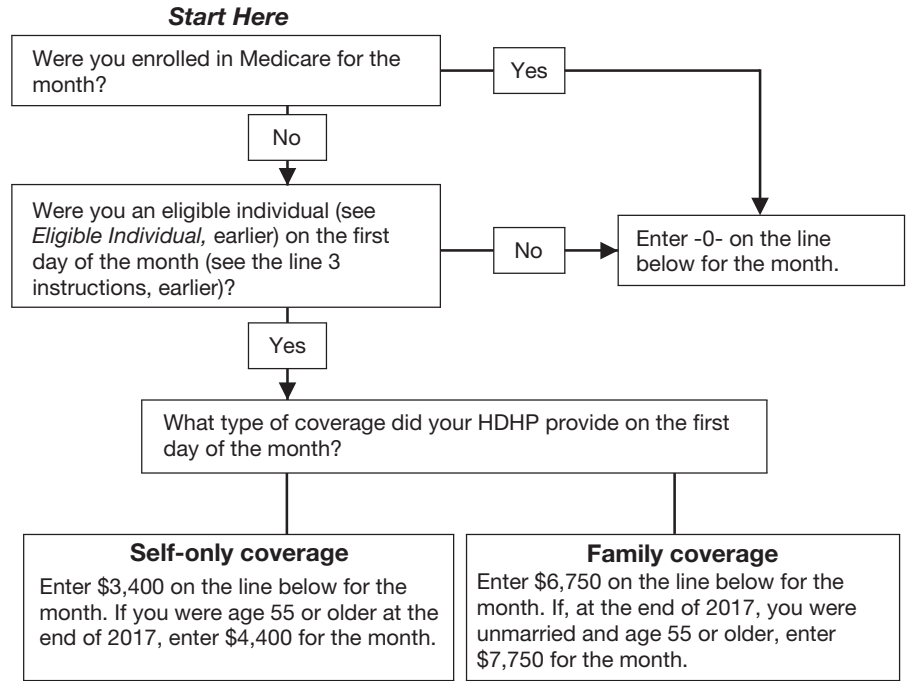 Start Here
Were you enrolled in Medicare for the
month?
Yes
No
Were you an eligible individual (see
Eligible Individual, earlier) on the first
day of the month (see the line 3
instructions, earlier)?
No
Enter -0- on the line
below for the month.
Yes
What type of coverage did your HDHP provide on the first
day of the month?
Self-only coverage
Enter $3,400 on the line below for the
month. If you were age 55 or older at the
end of 2017, enter $4,400 for the month.
Family coverage
Enter $6,750 on the line below for the
month. If, at the end of 2017, you were
unmarried and age 55 or older, enter
$7,750 for the month.